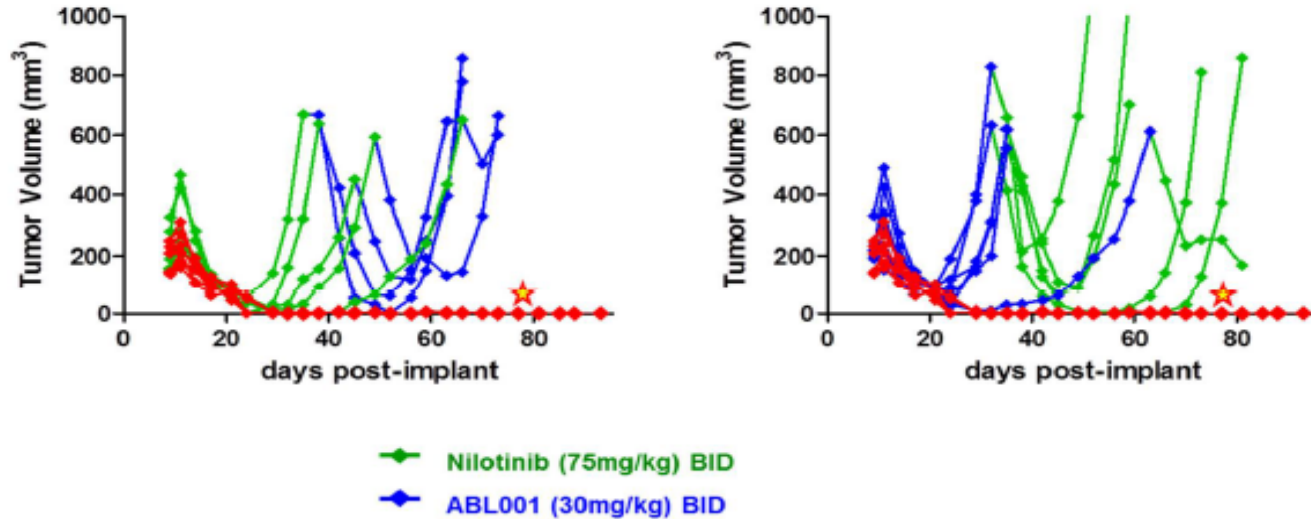 Tumor Volume (mm³)
1000
800
600
400
200
0
0 20 40 60 80
days post-implant
Tumor Volume (mm³)
1000
800
600
400
200
0
0 20 40 60 80
days post-implant
Nilotinib (75mg/kg) BID
ABL001 (30mg/kg) BID